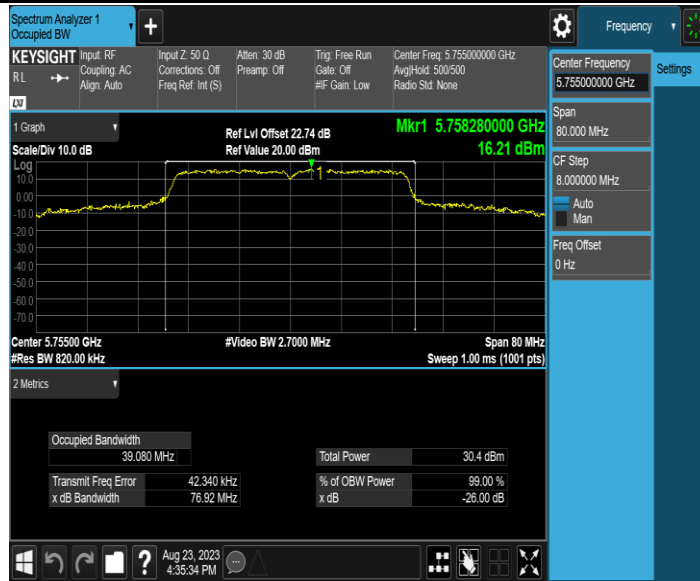 Spectrum Analyzer 1
Occupied BW
+
Frequency
KEYSIGHT
RL
LXI
Input: RF
Coupling: AC
Align: Auto
Input Z: 50 Ω
Corrections: Off
Freq Ref: Int (S)
Atten: 30 dB
Preamp: Off
Trig: Free Run
Gate: Off
#IF Gain: Low
Center Freq: 5.755000000 GHz
Avg|Hold: 500/500
Radio Std: None
Center Frequency
5.755000000 GHz
Settings
Span
80.000 MHz
CF Step
8.000000 MHz
Auto
Man
Freq Offset
0 Hz
1 Graph
Scale/Div 10.0 dB
Ref Lvl Offset 22.74 dB
Ref Value 20.00 dBm
Mkr1 5.758280000 GHz
16.21 dBm
Log
10.0
0.00
-10.0
-20.0
-30.0
-40.0
-50.0
-60.0
-70.0
1
Center 5.75500 GHz
#Res BW 820.00 kHz
#Video BW 2.7000 MHz
Span 80 MHz
Sweep 1.00 ms (1001 pts)
2 Metrics
Occupied Bandwidth
39.080 MHz
Total Power 30.4 dBm
Transmit Freq Error 42.340 kHz
% of OBW Power 99.00 %
x dB Bandwidth 76.92 MHz
x dB -26.00 dB
?
Aug 23, 2023
4:35:34 PM